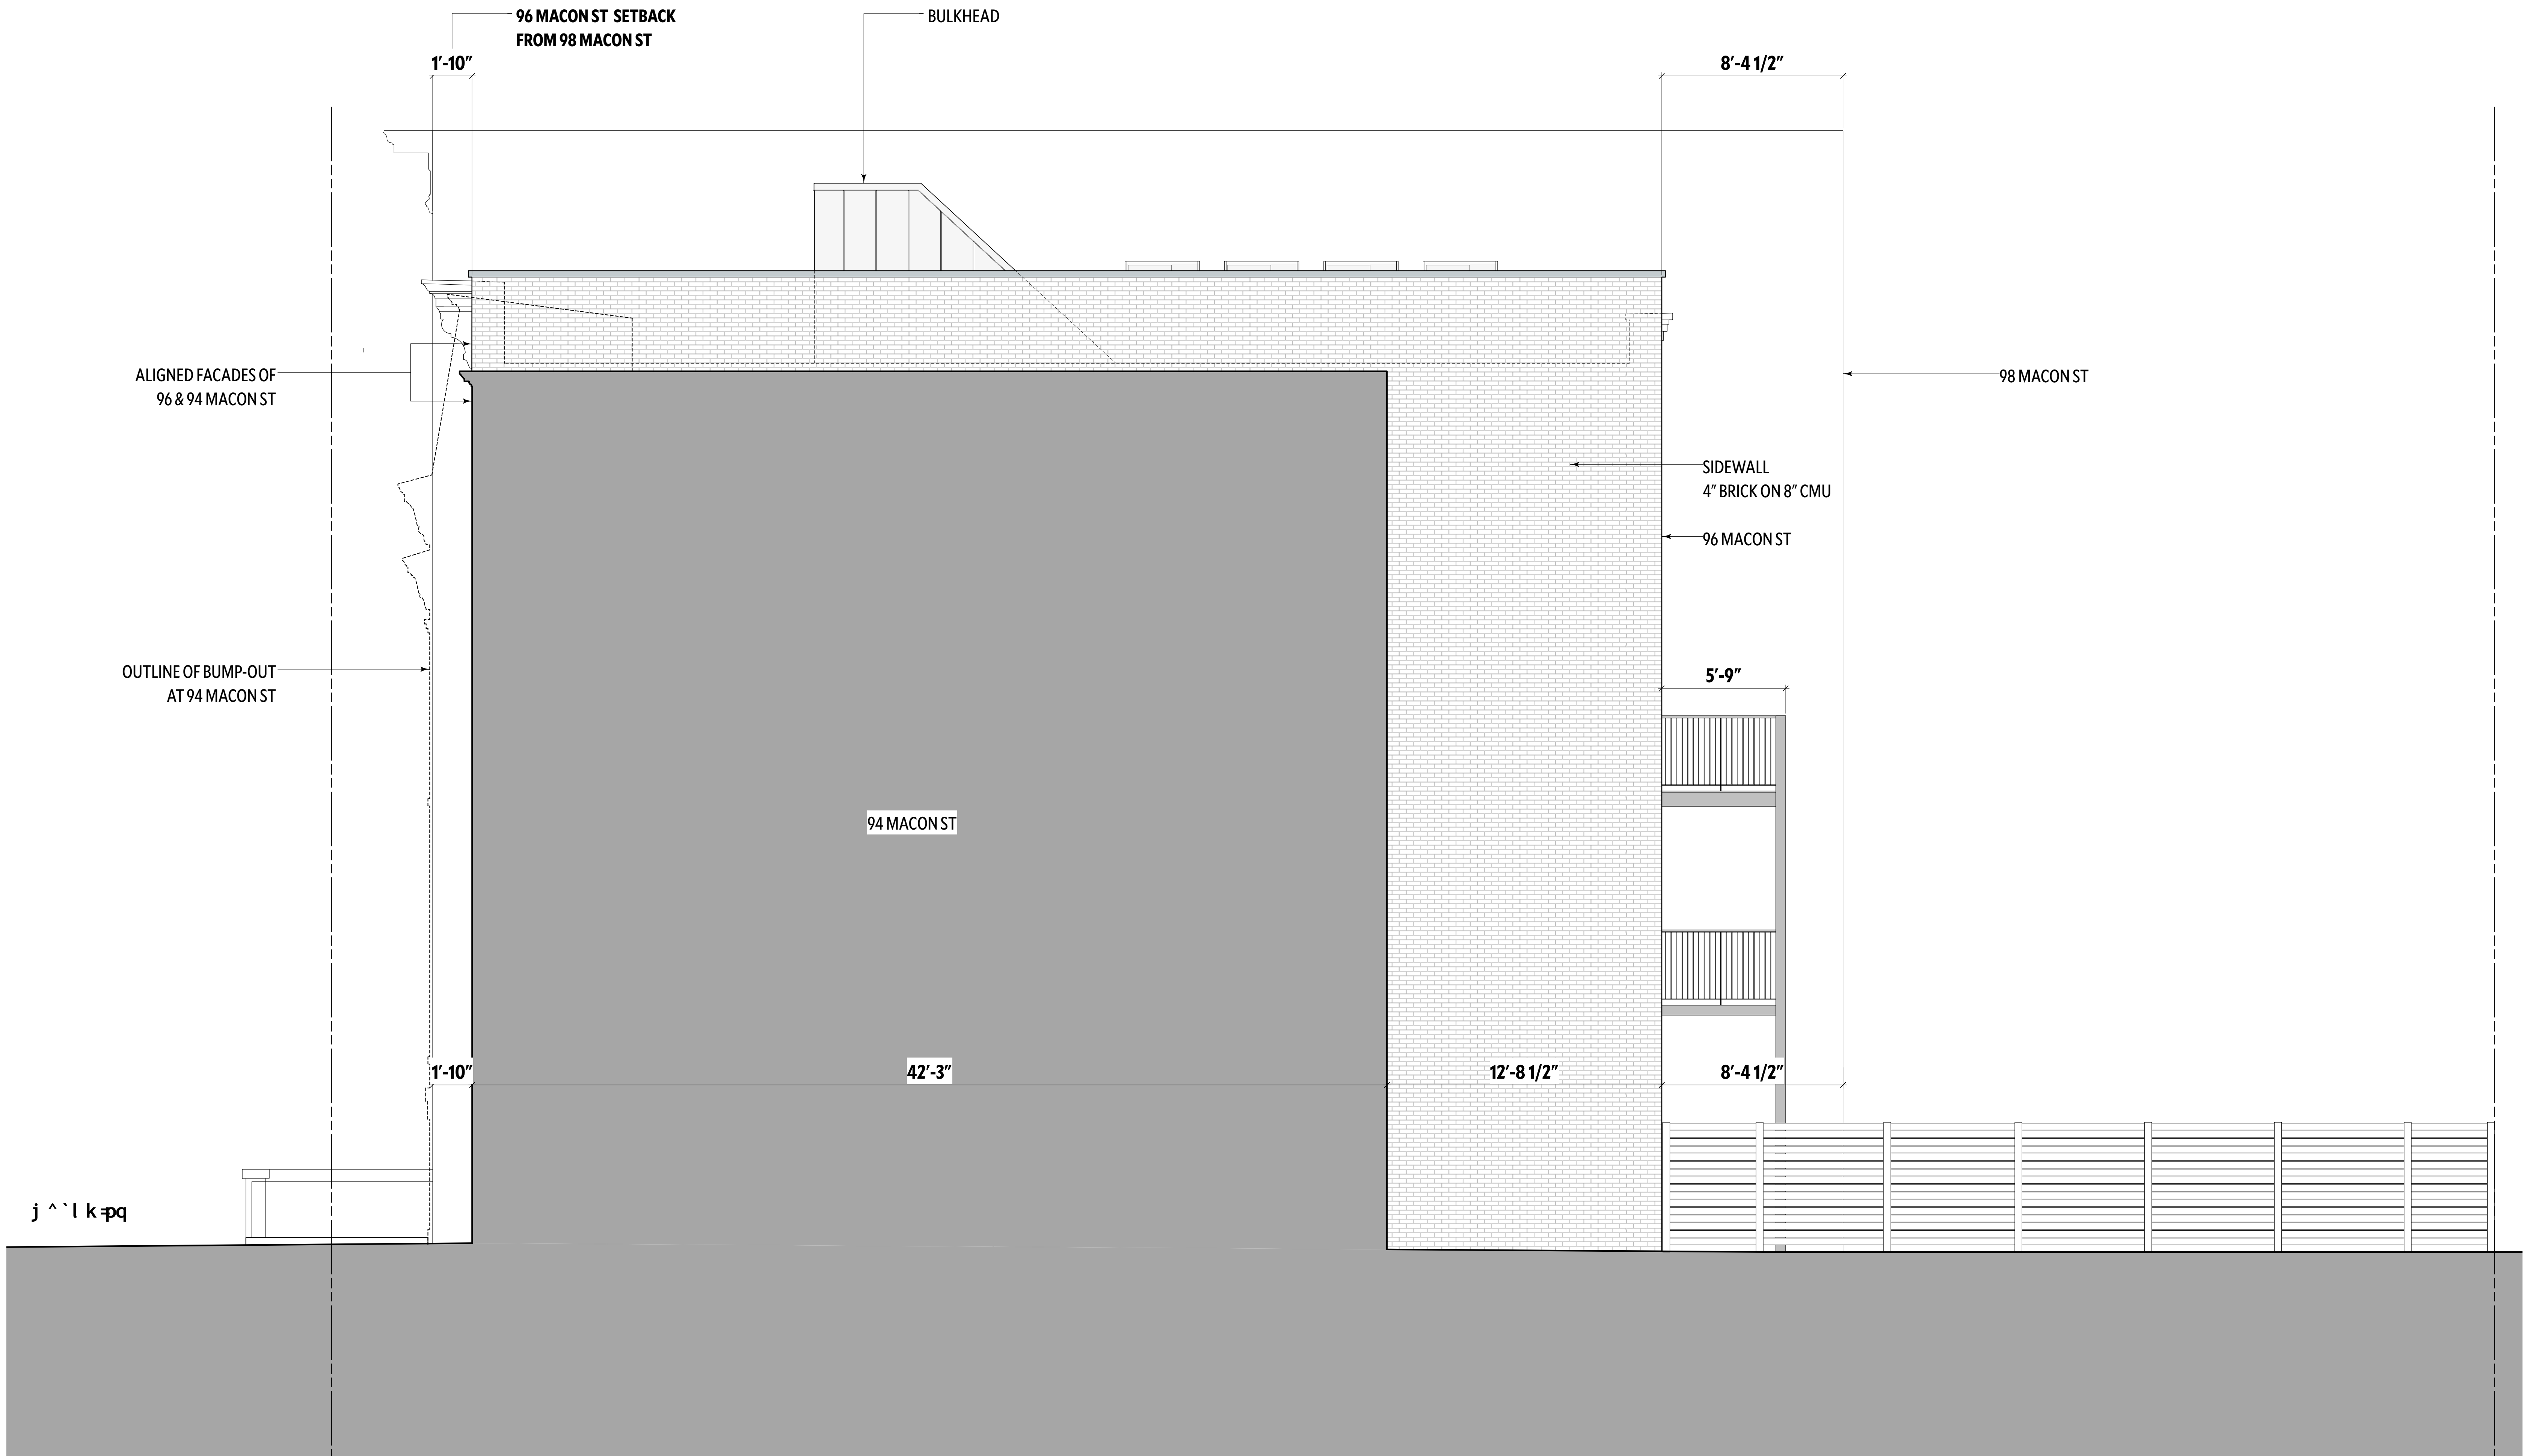 96 MACON ST SETBACK
FROM 98 MACON ST
BULKHEAD
1'-10"
8'-4 1/2"
ALIGNED FACADES OF
96 & 94 MACON ST
98 MACON ST
SIDEWALL
4" BRICK ON 8" CMU
96 MACON ST
OUTLINE OF BUMP-OUT
AT 94 MACON ST
5'-9"
94 MACON ST
1'-10"
42'-3"
12'-8 1/2"
8'-4 1/2"
j ^ ` l k =pq